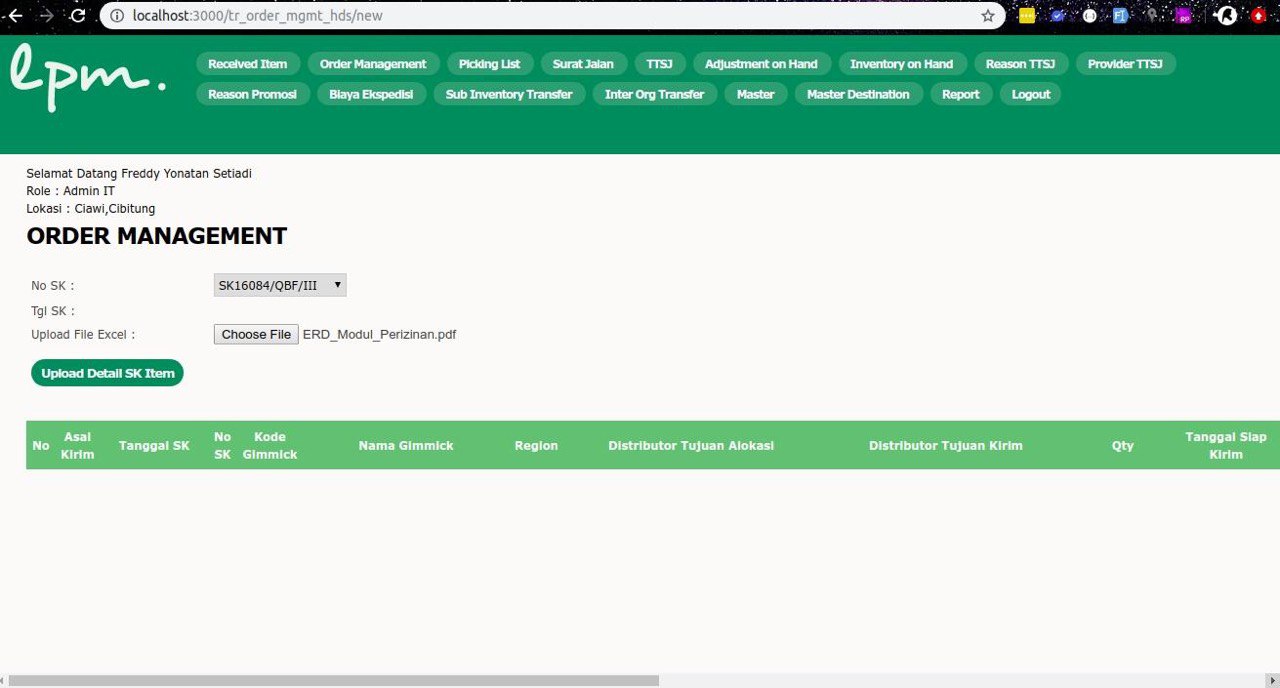 localhost:3000/tr_order_mgmt_hds/new
lpm.
Received Item Order Management Picking List Surat Jalan TTSJ Adjustment on Hand Inventory on Hand Reason TTSJ Provider TTSJ
Reason Promosi Biaya Ekspedisi Sub Inventory Transfer Inter Org Transfer Master Master Destination Report Logout
Selamat Datang Freddy Yonatan Setiadi
Role : Admin IT
Lokasi : Ciawi,Cibitung
ORDER MANAGEMENT
No SK : SK16084/QBF/III
Tgl SK :
Upload File Excel : Choose File ERD_Modul_Perizinan.pdf
Upload Detail SK Item
No Asal Kirim Tanggal SK No SK Kode Gimmick Nama Gimmick Region Distributor Tujuan Alokasi Distributor Tujuan Kirim Qty Tanggal Siap Kirim